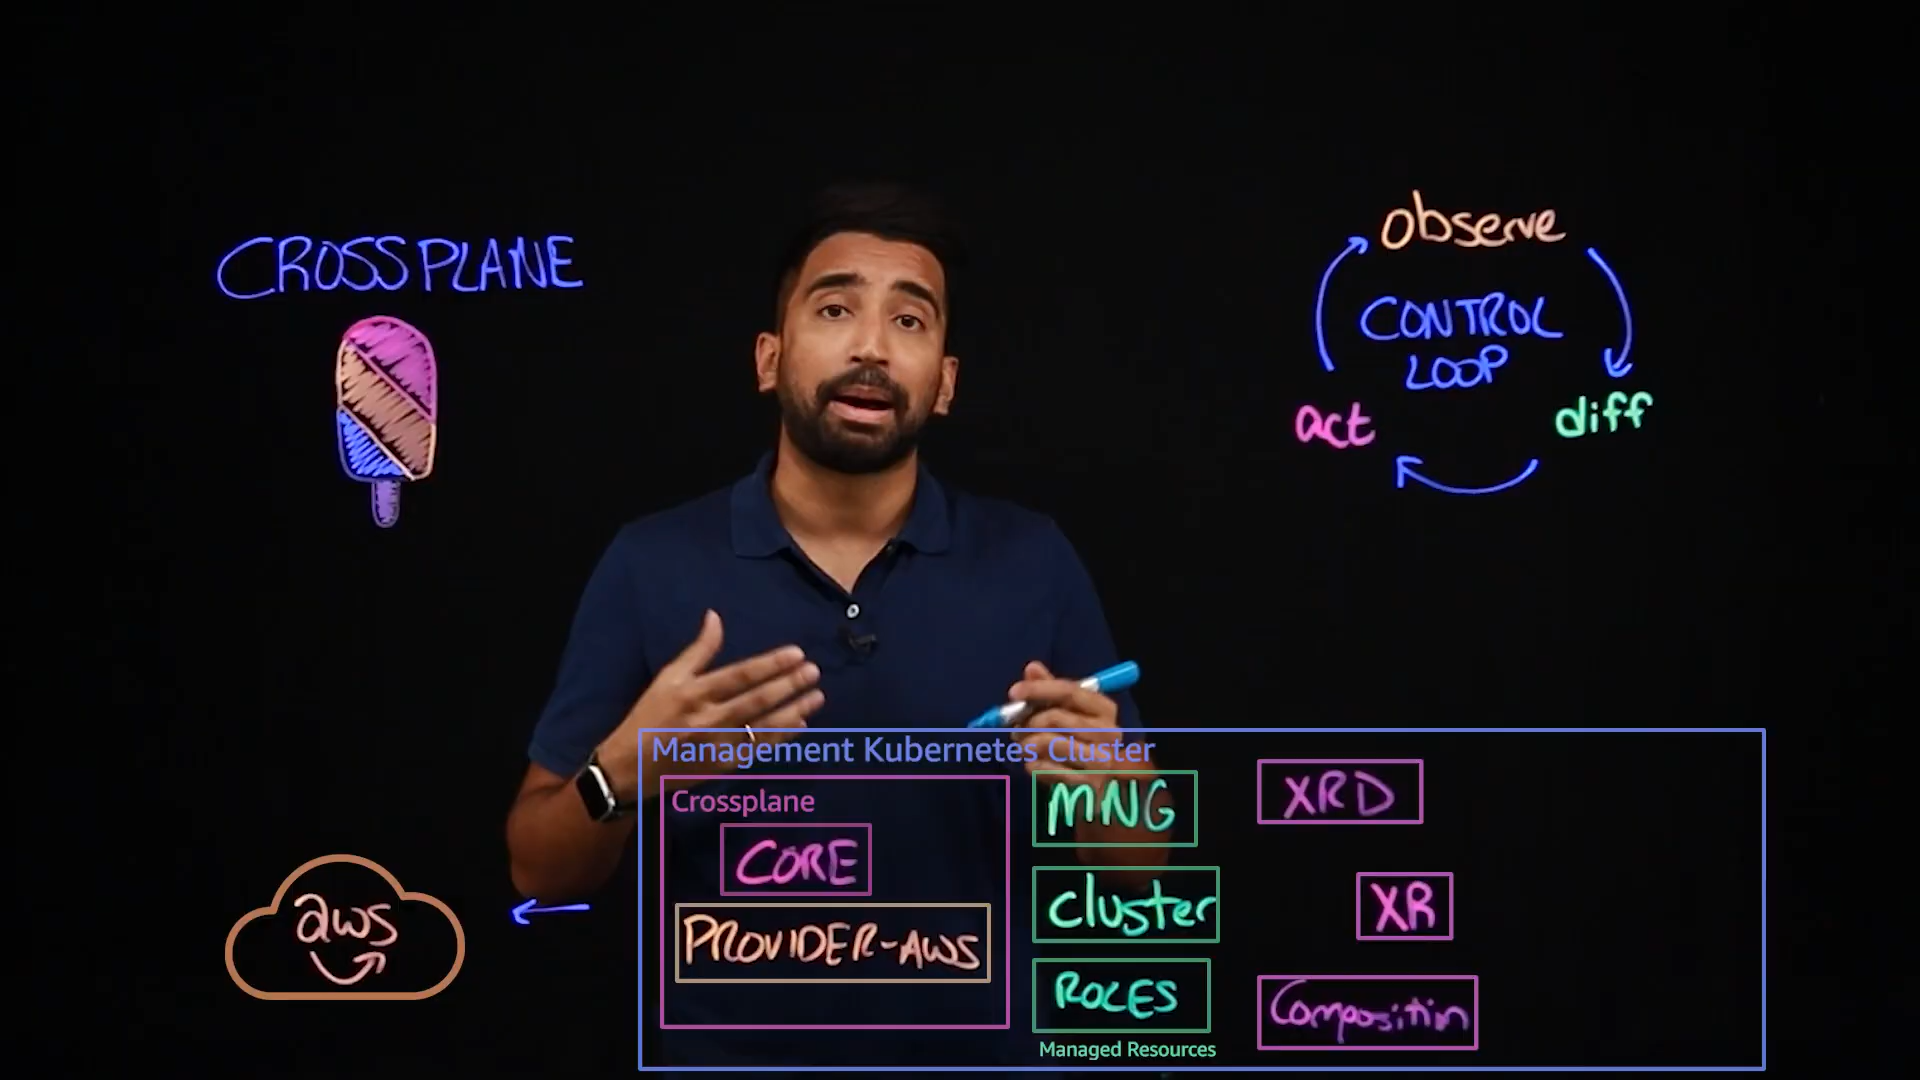 CROSSPLANE
observe
CONTROL
LOOP
act
diff
Management Kubernetes Cluster
Crossplane
CORE
PROVIDER-AWS
MNG
cluster
ROLES
Managed Resources
XRD
XR
Composition
aws